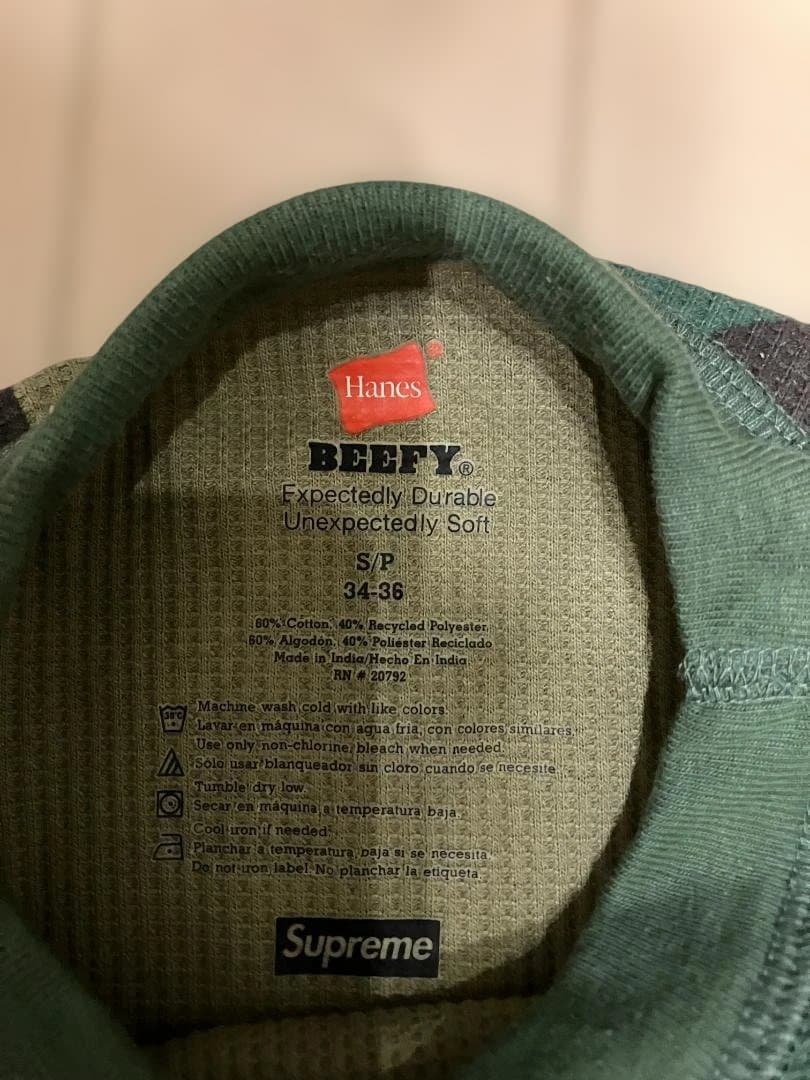 Hanes
BEEFY®
Expectedly Durable
Unexpectedly Soft
S/P
34-36
60% Cotton, 40% Recycled Polyester
60% Algodón, 40% Poliéster Reciclado
Made in India/Hecho En India
RN # 20792
30°C
Machine wash cold with like colors.
Lavar en máquina con agua fria, con colores similares.
Use only non-chlorine bleach when needed.
Sólo usar blanqueador sin cloro cuando se necesite.
Tumble dry low.
Secar en máquina a temperatura baja.
Cool iron if needed.
Planchar a temperatura baja si se necesita.
Do not iron label. No planchar la etiqueta.
Supreme